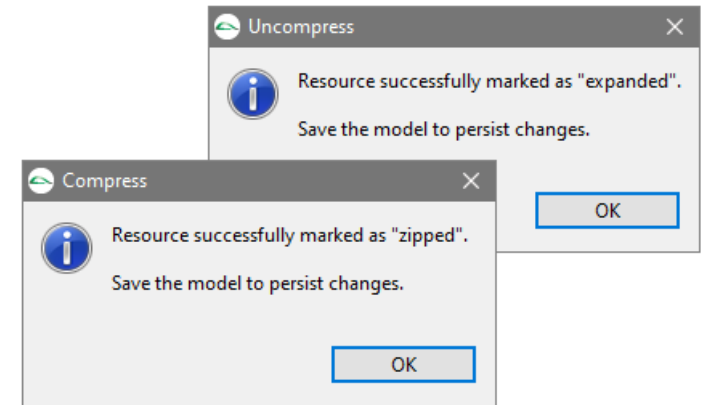 Uncompress
Resource successfully marked as "expanded".
Save the model to persist changes.
OK
Compress
Resource successfully marked as "zipped".
Save the model to persist changes.
OK